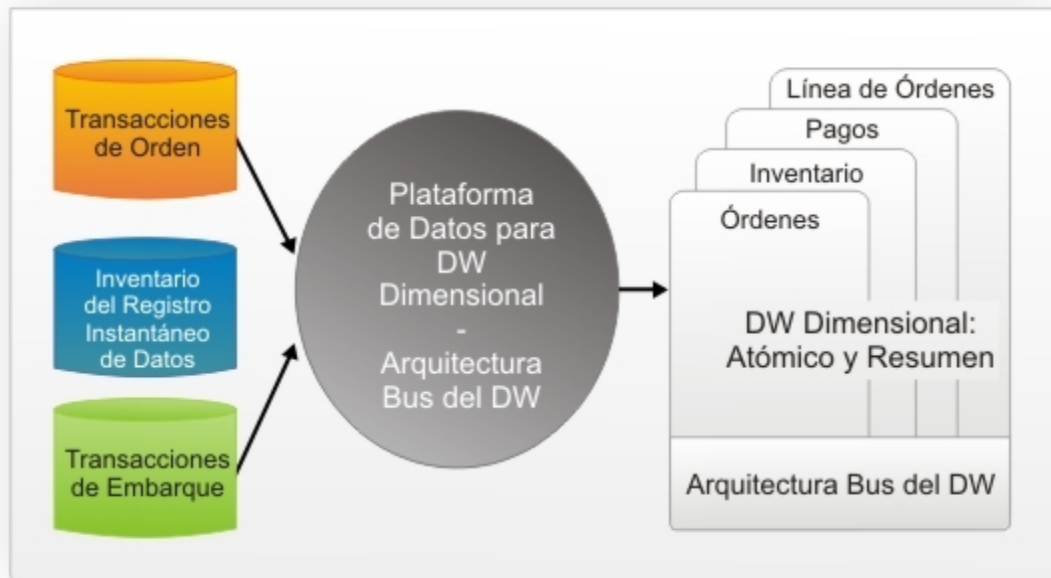 Transacciones
de Orden
Inventario
del Registro
Instantáneo
de Datos
Transacciones
de Embarque
Plataforma
de Datos para
DW
Dimensional
-
Arquitectura
Bus del DW
Línea de Órdenes
Pagos
Inventario
Órdenes
DW Dimensional:
Atómico y Resumen
Arquitectura Bus del DW